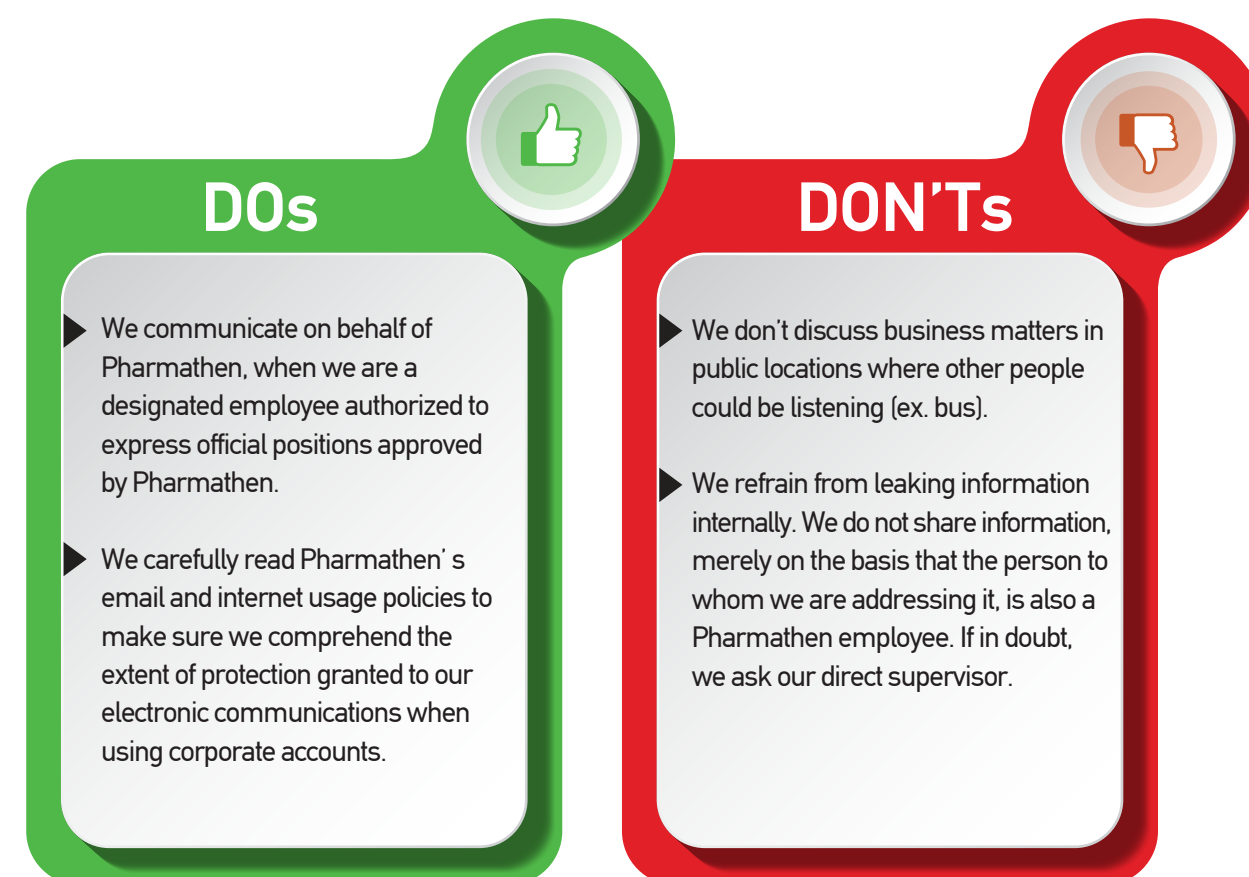 DOs
We communicate on behalf of
Pharmathen, when we are a
designated employee authorized to
express official positions approved
by Pharmathen.
We carefully read Pharmathen’ s
email and internet usage policies to
make sure we comprehend the
extent of protection granted to our
electronic communications when
using corporate accounts.
DON’Ts
We don’t discuss business matters in
public locations where other people
could be listening (ex. bus).
We refrain from leaking information
internally. We do not share information,
merely on the basis that the person to
whom we are addressing it, is also a
Pharmathen employee. If in doubt,
we ask our direct supervisor.